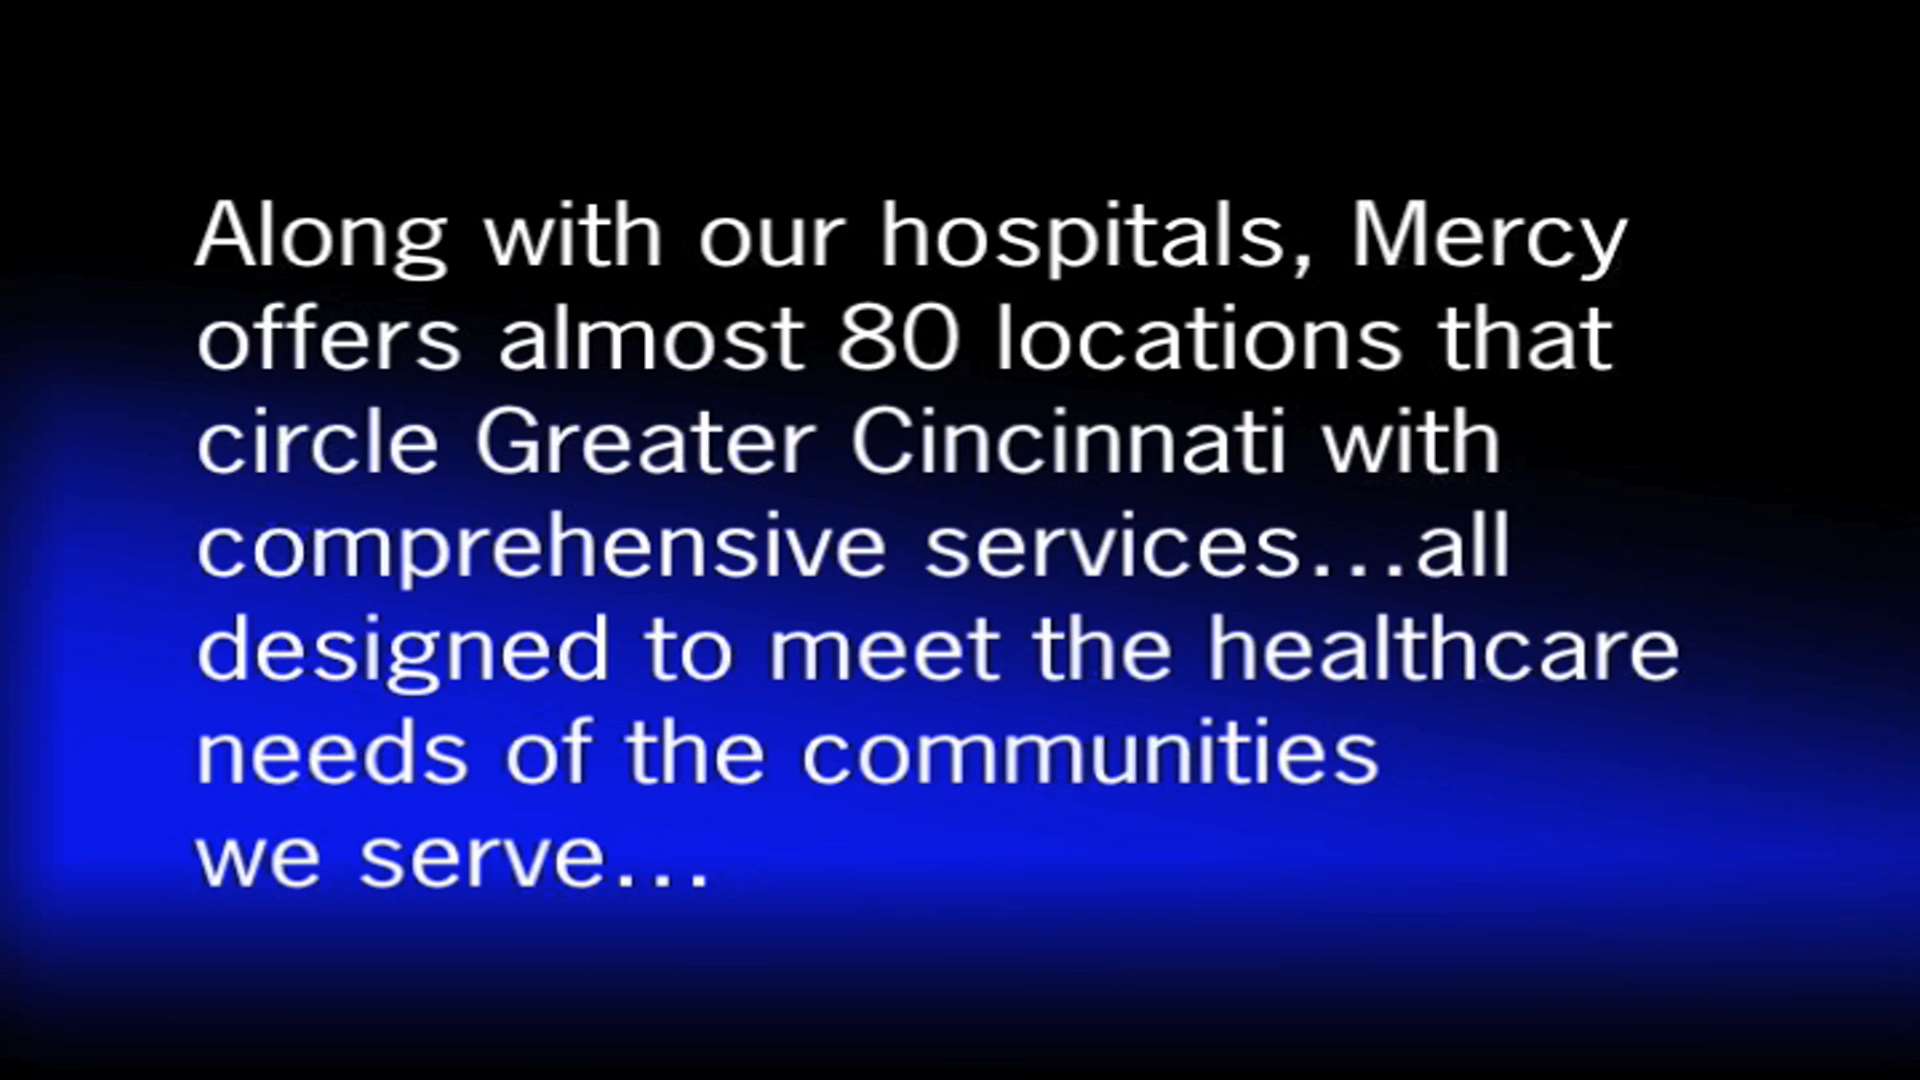 Along with our hospitals, Mercy
offers almost 80 locations that
circle Greater Cincinnati with
comprehensive services...all
designed to meet the healthcare
needs of the communities
we serve...